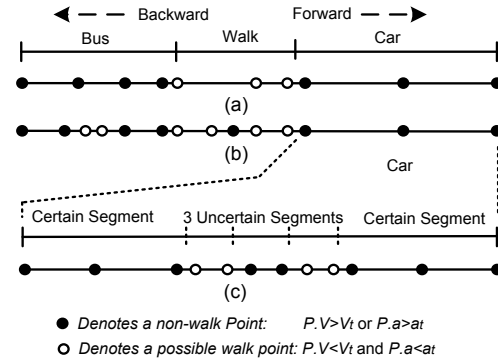 Backward Forward
Bus Walk Car
(a)
(b)
Car
Certain Segment 3 Uncertain Segments Certain Segment
(c)
Denotes a non-walk Point: P.V>Vt or P.a>at
Denotes a possible walk point: P.V<Vt and P.a<at